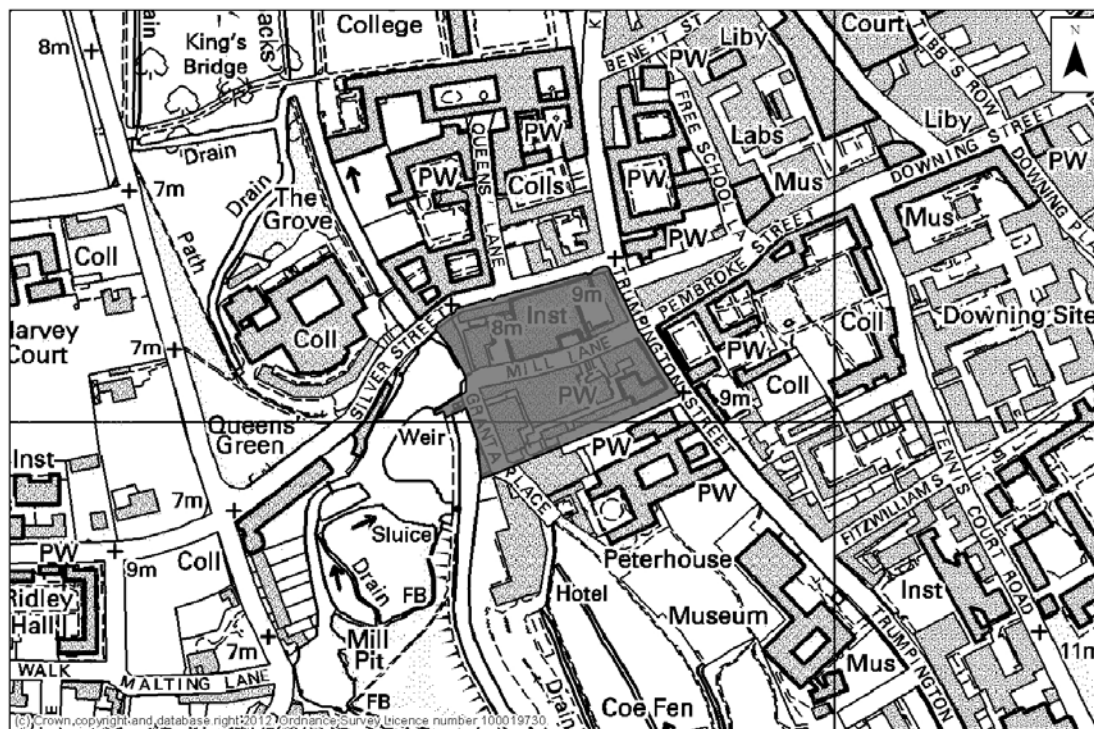 8m
King's
Bridge
College
BENE'T ST
PW
Liby
Court
TIBB'S ROW
N
Drain
7m
Drain
The
Grove
PW
QUEENS LANE
PW
Colls
PW
FREE SCHOOL LA
Labs
Mus
Liby
DOWNING STREET
DOWNING PLA
PW
Coll
Path
PW
PEMBROKE STREET
Mus
Harvey
Court
7m
Coll
SILVER STREET
8m
Inst
9m
MILL LANE
PW
TRUMPINGTON STREET
PW
Coll
9m
Coll
Downing Site
Queens
Green
Weir
GRANTA PLACE
PW
PW
TENNIS COURT ROAD
FITZWILLIAM S
Inst
7m
Coll
PW
9m
Ridley
Hall
Sluice
Drain
FB
Peterhouse
Hotel
Museum
Inst
TRUMPINGTON
7m
Mill
Pit
FB
Mus
11m
WALK
MALTING LANE
Drain
Coe Fen
(c) Crown copyright and database right 2012. Ordnance Survey Licence number 100019730.